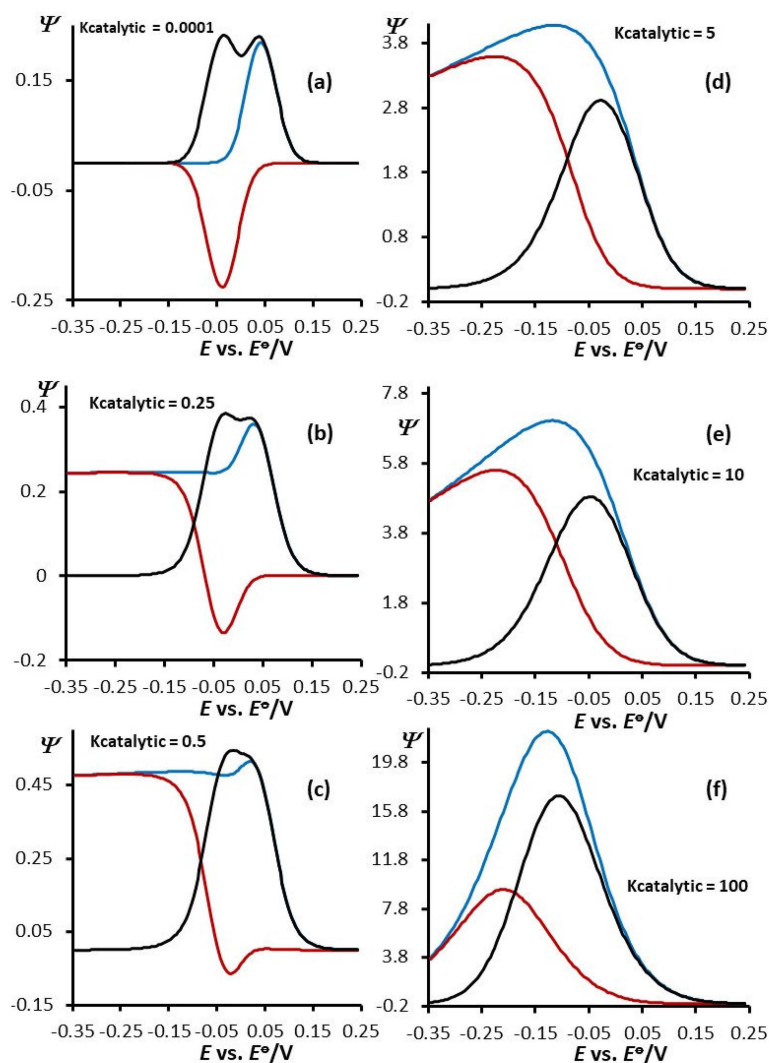 Ψ
Kcatalytic = 0.0001
(a)
0.15
-0.05
-0.25
-0.35 -0.25 -0.15 -0.05 0.05 0.15 0.25
E vs. E°/V
Ψ
Kcatalytic = 0.25
(b)
0.4
0.2
0
-0.2
-0.35 -0.25 -0.15 -0.05 0.05 0.15 0.25
E vs. E°/V
Ψ
Kcatalytic = 0.5
(c)
0.45
0.25
0.05
-0.15
-0.35 -0.25 -0.15 -0.05 0.05 0.15 0.25
E vs. E°/V
Ψ
Kcatalytic = 5
(d)
3.8
2.8
1.8
0.8
-0.2
-0.35 -0.25 -0.15 -0.05 0.05 0.15 0.25
E vs. E°/V
7.8
Ψ
(e)
5.8
Kcatalytic = 10
3.8
1.8
-0.2
-0.35 -0.25 -0.15 -0.05 0.05 0.15 0.25
E vs. E°/V
Ψ
19.8
(f)
15.8
11.8
Kcatalytic = 100
7.8
3.8
-0.2
-0.35 -0.25 -0.15 -0.05 0.05 0.15 0.25
E vs. E°/V